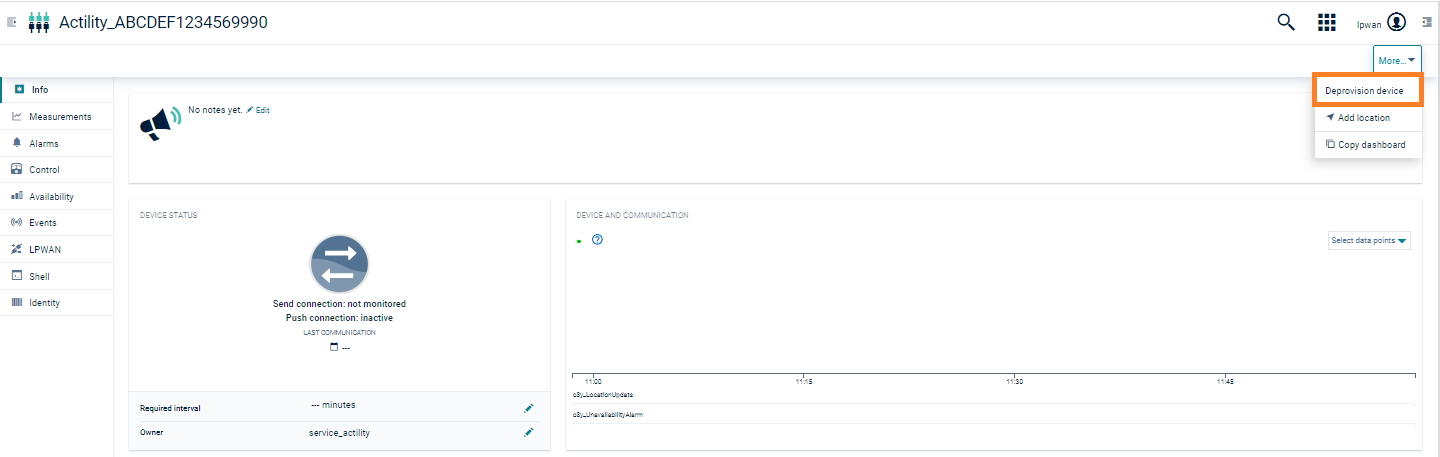 Actility_ABCDEF1234569990
lpwan
More...
Info
Measurements
Alarms
Control
Availability
Events
LPWAN
Shell
Identity
No notes yet. Edit
Deprovision device
Add location
Copy dashboard
DEVICE STATUS
Send connection: not monitored
Push connection: inactive
LAST COMMUNICATION
---
Required interval --- minutes
Owner service_actility
DEVICE AND COMMUNICATION
Select data points
11:00 11:15 11:30 11:45
c8y_LocationUpdate
c8y_UnavailabilityAlarm